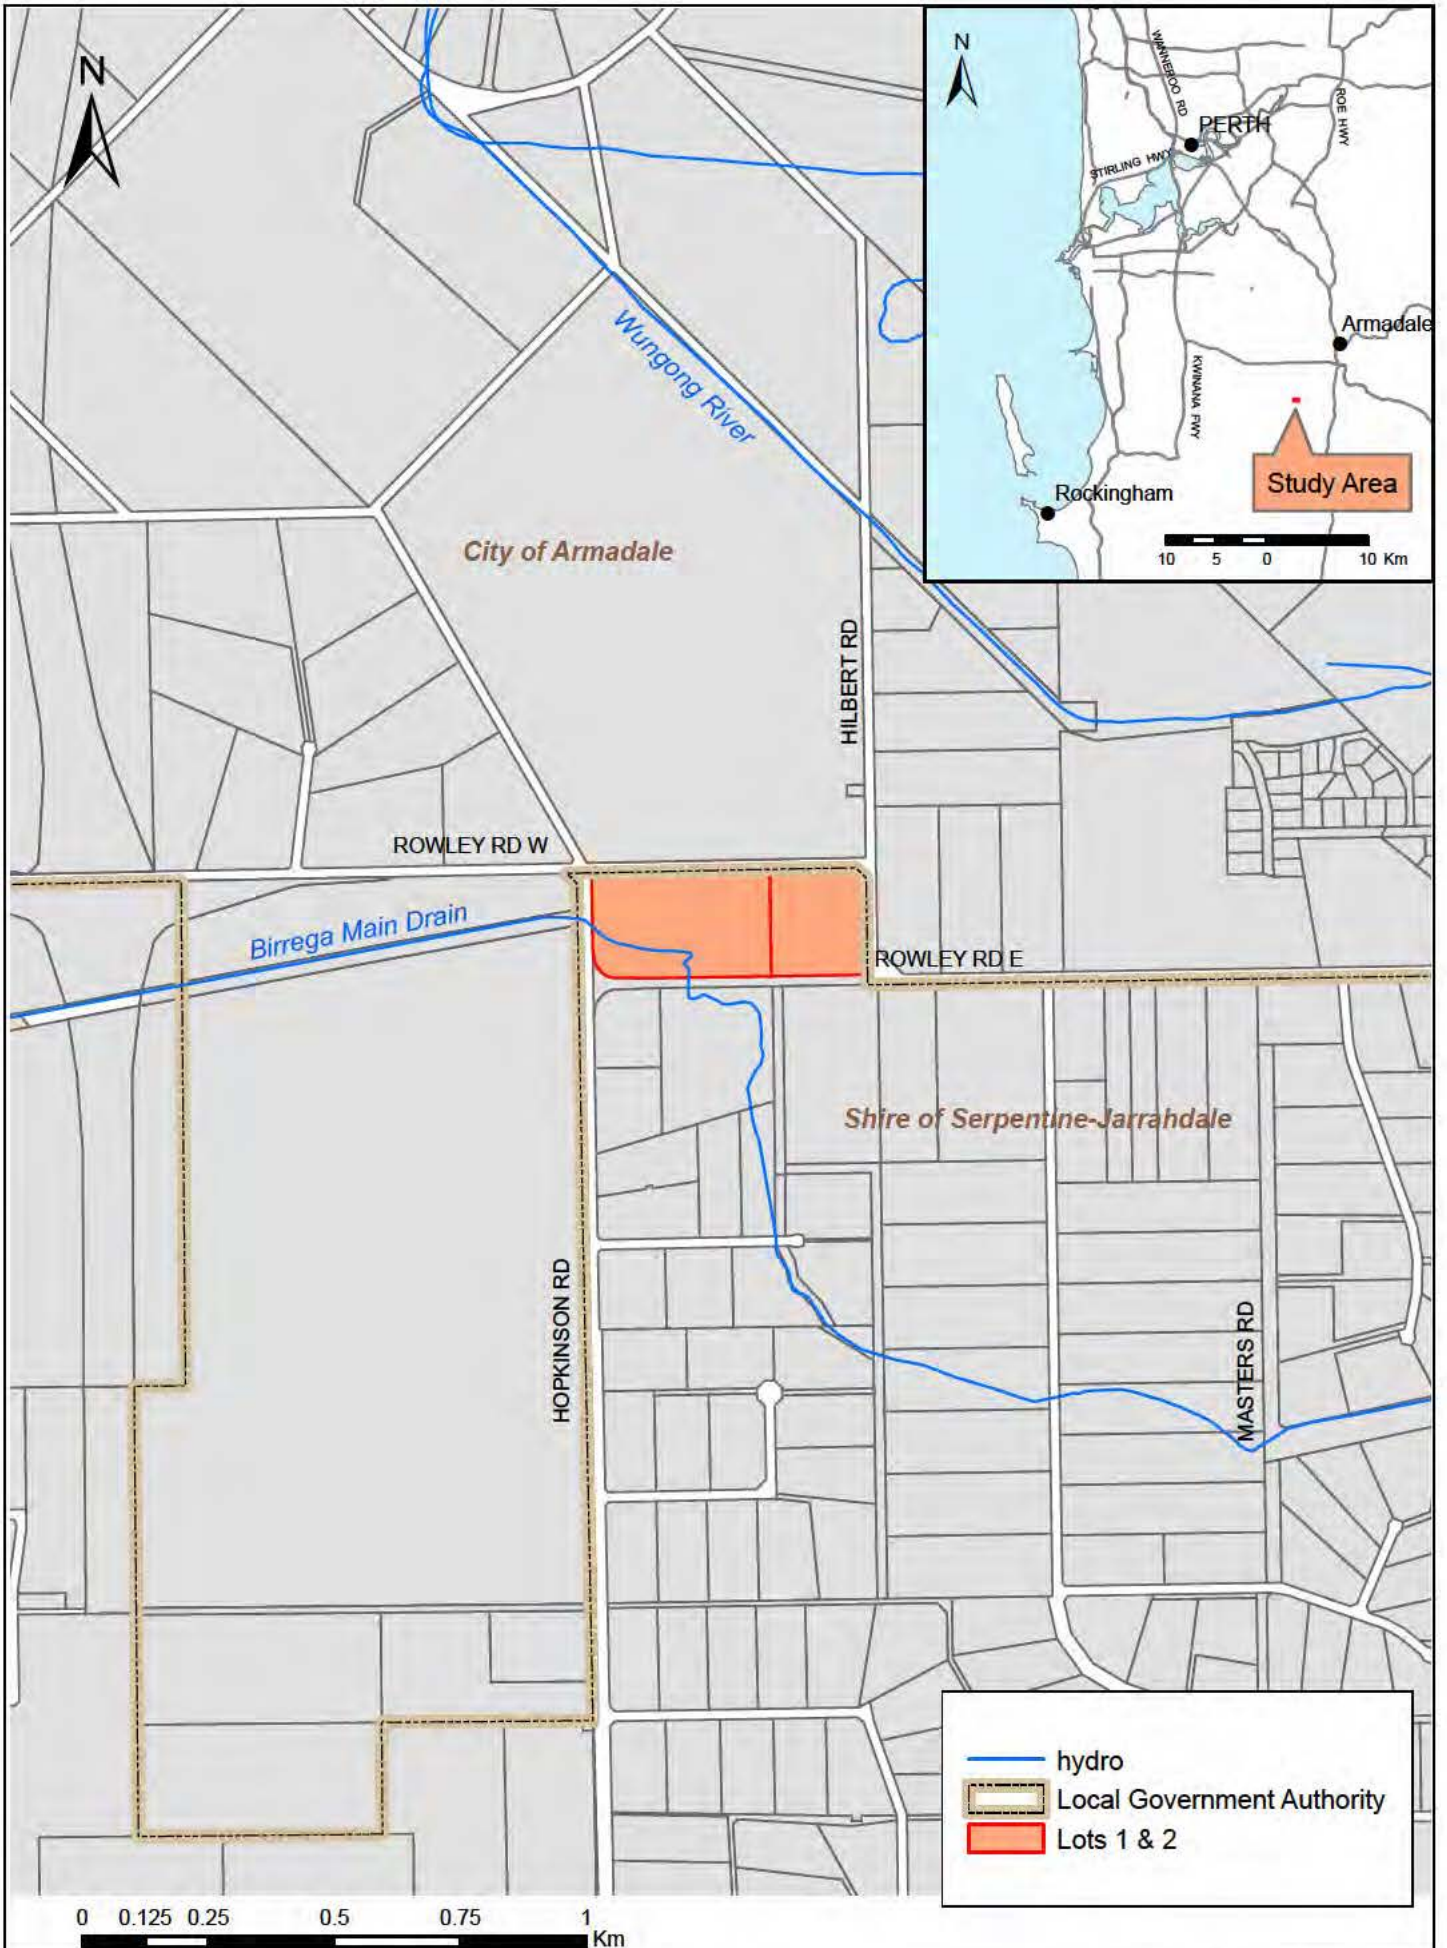 N
N
WANNEROO RD
ROE HWY
PERTH
STIRLING HWY
Armadale
KWINANA FWY
Study Area
Rockingham
10 5 0 10 Km
Wungong River
City of Armadale
HILBERT RD
ROWLEY RD W
Birrega Main Drain
ROWLEY RD E
Shire of Serpentine-Jarrahdale
HOPKINSON RD
MASTERS RD
hydro
Local Government Authority
Lots 1 & 2
0 0.125 0.25 0.5 0.75 1
Km